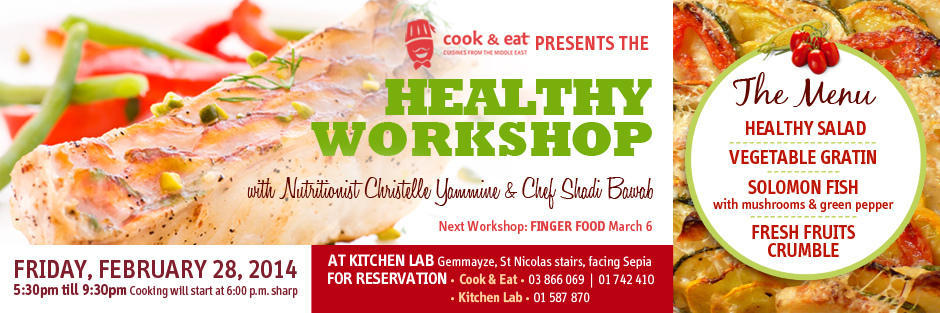 cook & eat
CUISINES FROM THE MIDDLE EAST
PRESENTS THE
HEALTHY
WORKSHOP
with Nutritionist Christelle Yammine & Chef Shadi Bawab
Next Workshop: FINGER FOOD March 6
FRIDAY, FEBRUARY 28, 2014
5:30pm till 9:30pm Cooking will start at 6:00 p.m. sharp
AT KITCHEN LAB Gemmayze, St Nicolas stairs, facing Sepia
FOR RESERVATION • Cook & Eat • 03 866 069 | 01 742 410
• Kitchen Lab • 01 587 870
The Menu
HEALTHY SALAD
VEGETABLE GRATIN
SOLOMON FISH
with mushrooms & green pepper
FRESH FRUITS
CRUMBLE